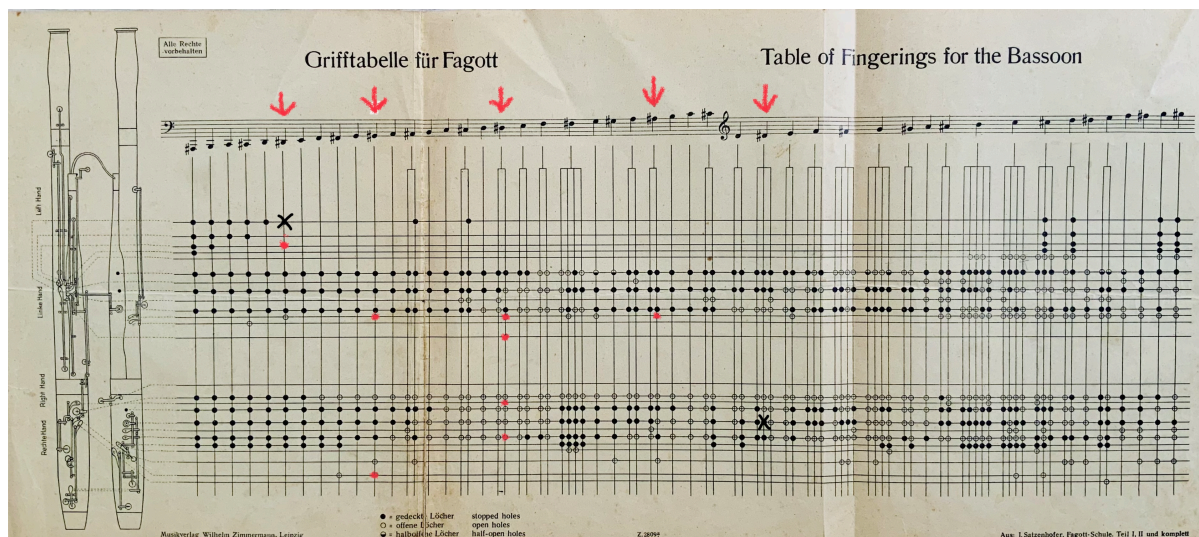 Alle Rechte
vorbehalten
Grifftabelle für Fagott
Table of Fingerings for the Bassoon
Left Hand
Linke Hand
Right Hand
Rechte Hand
● = gedeckte Löcher stopped holes
○ = offene Löcher open holes
◒ = halboffene Löcher half-open holes
Musikverlag Wilhelm Zimmermann, Leipzig
Aus: J. Satzenhofer, Fagott-Schule, Teil I, II und komplett